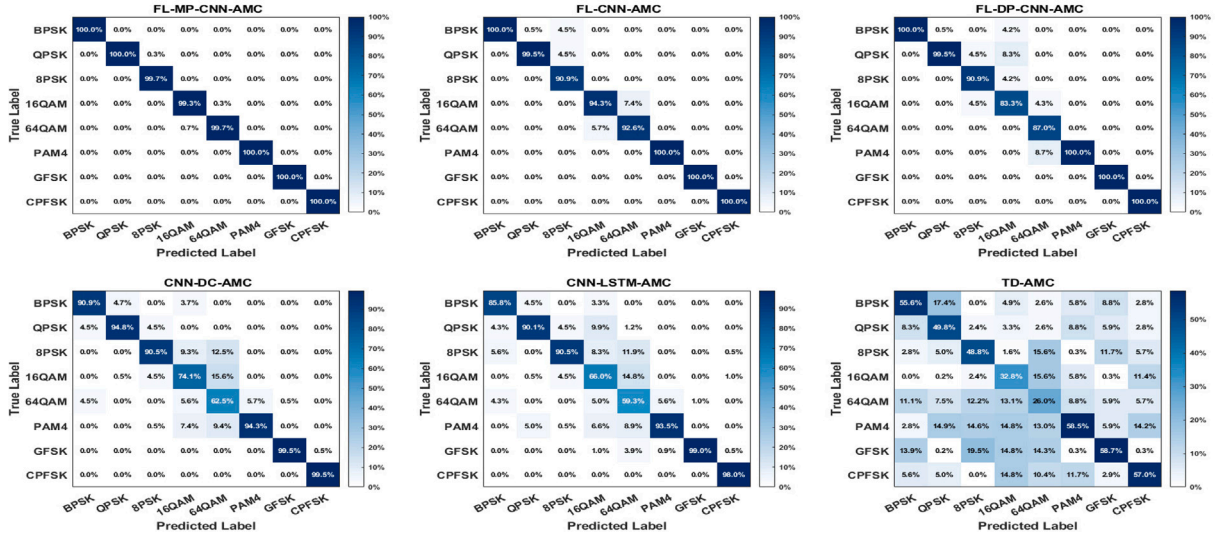 FL-MP-CNN-AMC
BPSK 100.0% 0.0% 0.0% 0.0% 0.0% 0.0% 0.0% 0.0%
QPSK 0.0% 100.0% 0.3% 0.0% 0.0% 0.0% 0.0% 0.0%
8PSK 0.0% 0.0% 99.7% 0.0% 0.0% 0.0% 0.0% 0.0%
16QAM 0.0% 0.0% 0.0% 99.3% 0.3% 0.0% 0.0% 0.0%
64QAM 0.0% 0.0% 0.0% 0.7% 99.7% 0.0% 0.0% 0.0%
PAM4 0.0% 0.0% 0.0% 0.0% 0.0% 100.0% 0.0% 0.0%
GFSK 0.0% 0.0% 0.0% 0.0% 0.0% 0.0% 100.0% 0.0%
CPFSK 0.0% 0.0% 0.0% 0.0% 0.0% 0.0% 0.0% 100.0%
BPSK QPSK 8PSK 16QAM 64QAM PAM4 GFSK CPFSK
True Label
Predicted Label
100%
90%
80%
70%
60%
50%
40%
30%
20%
10%
0%
FL-CNN-AMC
BPSK 100.0% 0.5% 4.5% 0.0% 0.0% 0.0% 0.0% 0.0%
QPSK 0.0% 99.5% 4.5% 0.0% 0.0% 0.0% 0.0% 0.0%
8PSK 0.0% 0.0% 90.9% 0.0% 0.0% 0.0% 0.0% 0.0%
16QAM 0.0% 0.0% 0.0% 94.3% 7.4% 0.0% 0.0% 0.0%
64QAM 0.0% 0.0% 0.0% 5.7% 92.6% 0.0% 0.0% 0.0%
PAM4 0.0% 0.0% 0.0% 0.0% 0.0% 100.0% 0.0% 0.0%
GFSK 0.0% 0.0% 0.0% 0.0% 0.0% 0.0% 100.0% 0.0%
CPFSK 0.0% 0.0% 0.0% 0.0% 0.0% 0.0% 0.0% 100.0%
BPSK QPSK 8PSK 16QAM 64QAM PAM4 GFSK CPFSK
True Label
Predicted Label
100%
90%
80%
70%
60%
50%
40%
30%
20%
10%
0%
FL-DP-CNN-AMC
BPSK 100.0% 0.5% 0.0% 4.2% 0.0% 0.0% 0.0% 0.0%
QPSK 0.0% 99.5% 4.5% 8.3% 0.0% 0.0% 0.0% 0.0%
8PSK 0.0% 0.0% 90.9% 4.2% 0.0% 0.0% 0.0% 0.0%
16QAM 0.0% 0.0% 4.5% 83.3% 4.3% 0.0% 0.0% 0.0%
64QAM 0.0% 0.0% 0.0% 0.0% 87.0% 0.0% 0.0% 0.0%
PAM4 0.0% 0.0% 0.0% 0.0% 8.7% 100.0% 0.0% 0.0%
GFSK 0.0% 0.0% 0.0% 0.0% 0.0% 0.0% 100.0% 0.0%
CPFSK 0.0% 0.0% 0.0% 0.0% 0.0% 0.0% 0.0% 100.0%
BPSK QPSK 8PSK 16QAM 64QAM PAM4 GFSK CPFSK
True Label
Predicted Label
100%
90%
80%
70%
60%
50%
40%
30%
20%
10%
0%
CNN-DC-AMC
BPSK 90.9% 4.7% 0.0% 3.7% 0.0% 0.0% 0.0% 0.0%
QPSK 4.5% 94.8% 4.5% 0.0% 0.0% 0.0% 0.0% 0.0%
8PSK 0.0% 0.0% 90.5% 9.3% 12.5% 0.0% 0.0% 0.0%
16QAM 0.0% 0.5% 4.5% 74.1% 15.6% 0.0% 0.0% 0.0%
64QAM 4.5% 0.0% 0.0% 5.6% 62.5% 5.7% 0.5% 0.0%
PAM4 0.0% 0.0% 0.5% 7.4% 9.4% 94.3% 0.0% 0.0%
GFSK 0.0% 0.0% 0.0% 0.0% 0.0% 0.0% 99.5% 0.5%
CPFSK 0.0% 0.0% 0.0% 0.0% 0.0% 0.0% 0.0% 99.5%
BPSK QPSK 8PSK 16QAM 64QAM PAM4 GFSK CPFSK
True Label
Predicted Label
90%
80%
70%
60%
50%
40%
30%
20%
10%
0%
CNN-LSTM-AMC
BPSK 85.8% 4.5% 0.0% 3.3% 0.0% 0.0% 0.0% 0.0%
QPSK 4.3% 90.1% 4.5% 9.9% 1.2% 0.0% 0.0% 0.0%
8PSK 5.6% 0.0% 90.5% 8.3% 11.9% 0.0% 0.0% 0.5%
16QAM 0.0% 0.5% 4.5% 66.0% 14.8% 0.0% 0.0% 1.0%
64QAM 4.3% 0.0% 0.0% 5.0% 59.3% 5.6% 1.0% 0.0%
PAM4 0.0% 5.0% 0.5% 6.6% 8.9% 93.5% 0.0% 0.0%
GFSK 0.0% 0.0% 0.0% 1.0% 3.9% 0.9% 99.0% 0.5%
CPFSK 0.0% 0.0% 0.0% 0.0% 0.0% 0.0% 0.0% 98.0%
BPSK QPSK 8PSK 16QAM 64QAM PAM4 GFSK CPFSK
True Label
Predicted Label
90%
80%
70%
60%
50%
40%
30%
20%
10%
0%
TD-AMC
BPSK 55.6% 17.4% 0.0% 4.9% 2.6% 5.8% 8.8% 2.8%
QPSK 8.3% 49.8% 2.4% 3.3% 2.6% 8.8% 5.9% 2.8%
8PSK 2.8% 5.0% 48.8% 1.6% 15.6% 0.3% 11.7% 5.7%
16QAM 0.0% 0.2% 2.4% 32.8% 15.6% 5.8% 0.3% 11.4%
64QAM 11.1% 7.5% 12.2% 13.1% 26.0% 8.8% 5.9% 5.7%
PAM4 2.8% 14.9% 14.6% 14.8% 13.0% 58.5% 5.9% 14.2%
GFSK 13.9% 0.2% 19.5% 14.8% 14.3% 0.0% 58.7% 0.3%
CPFSK 5.6% 5.0% 0.0% 14.8% 10.4% 11.7% 2.9% 57.0%
BPSK QPSK 8PSK 16QAM 64QAM PAM4 GFSK CPFSK
True Label
Predicted Label
50%
40%
30%
20%
10%
0%